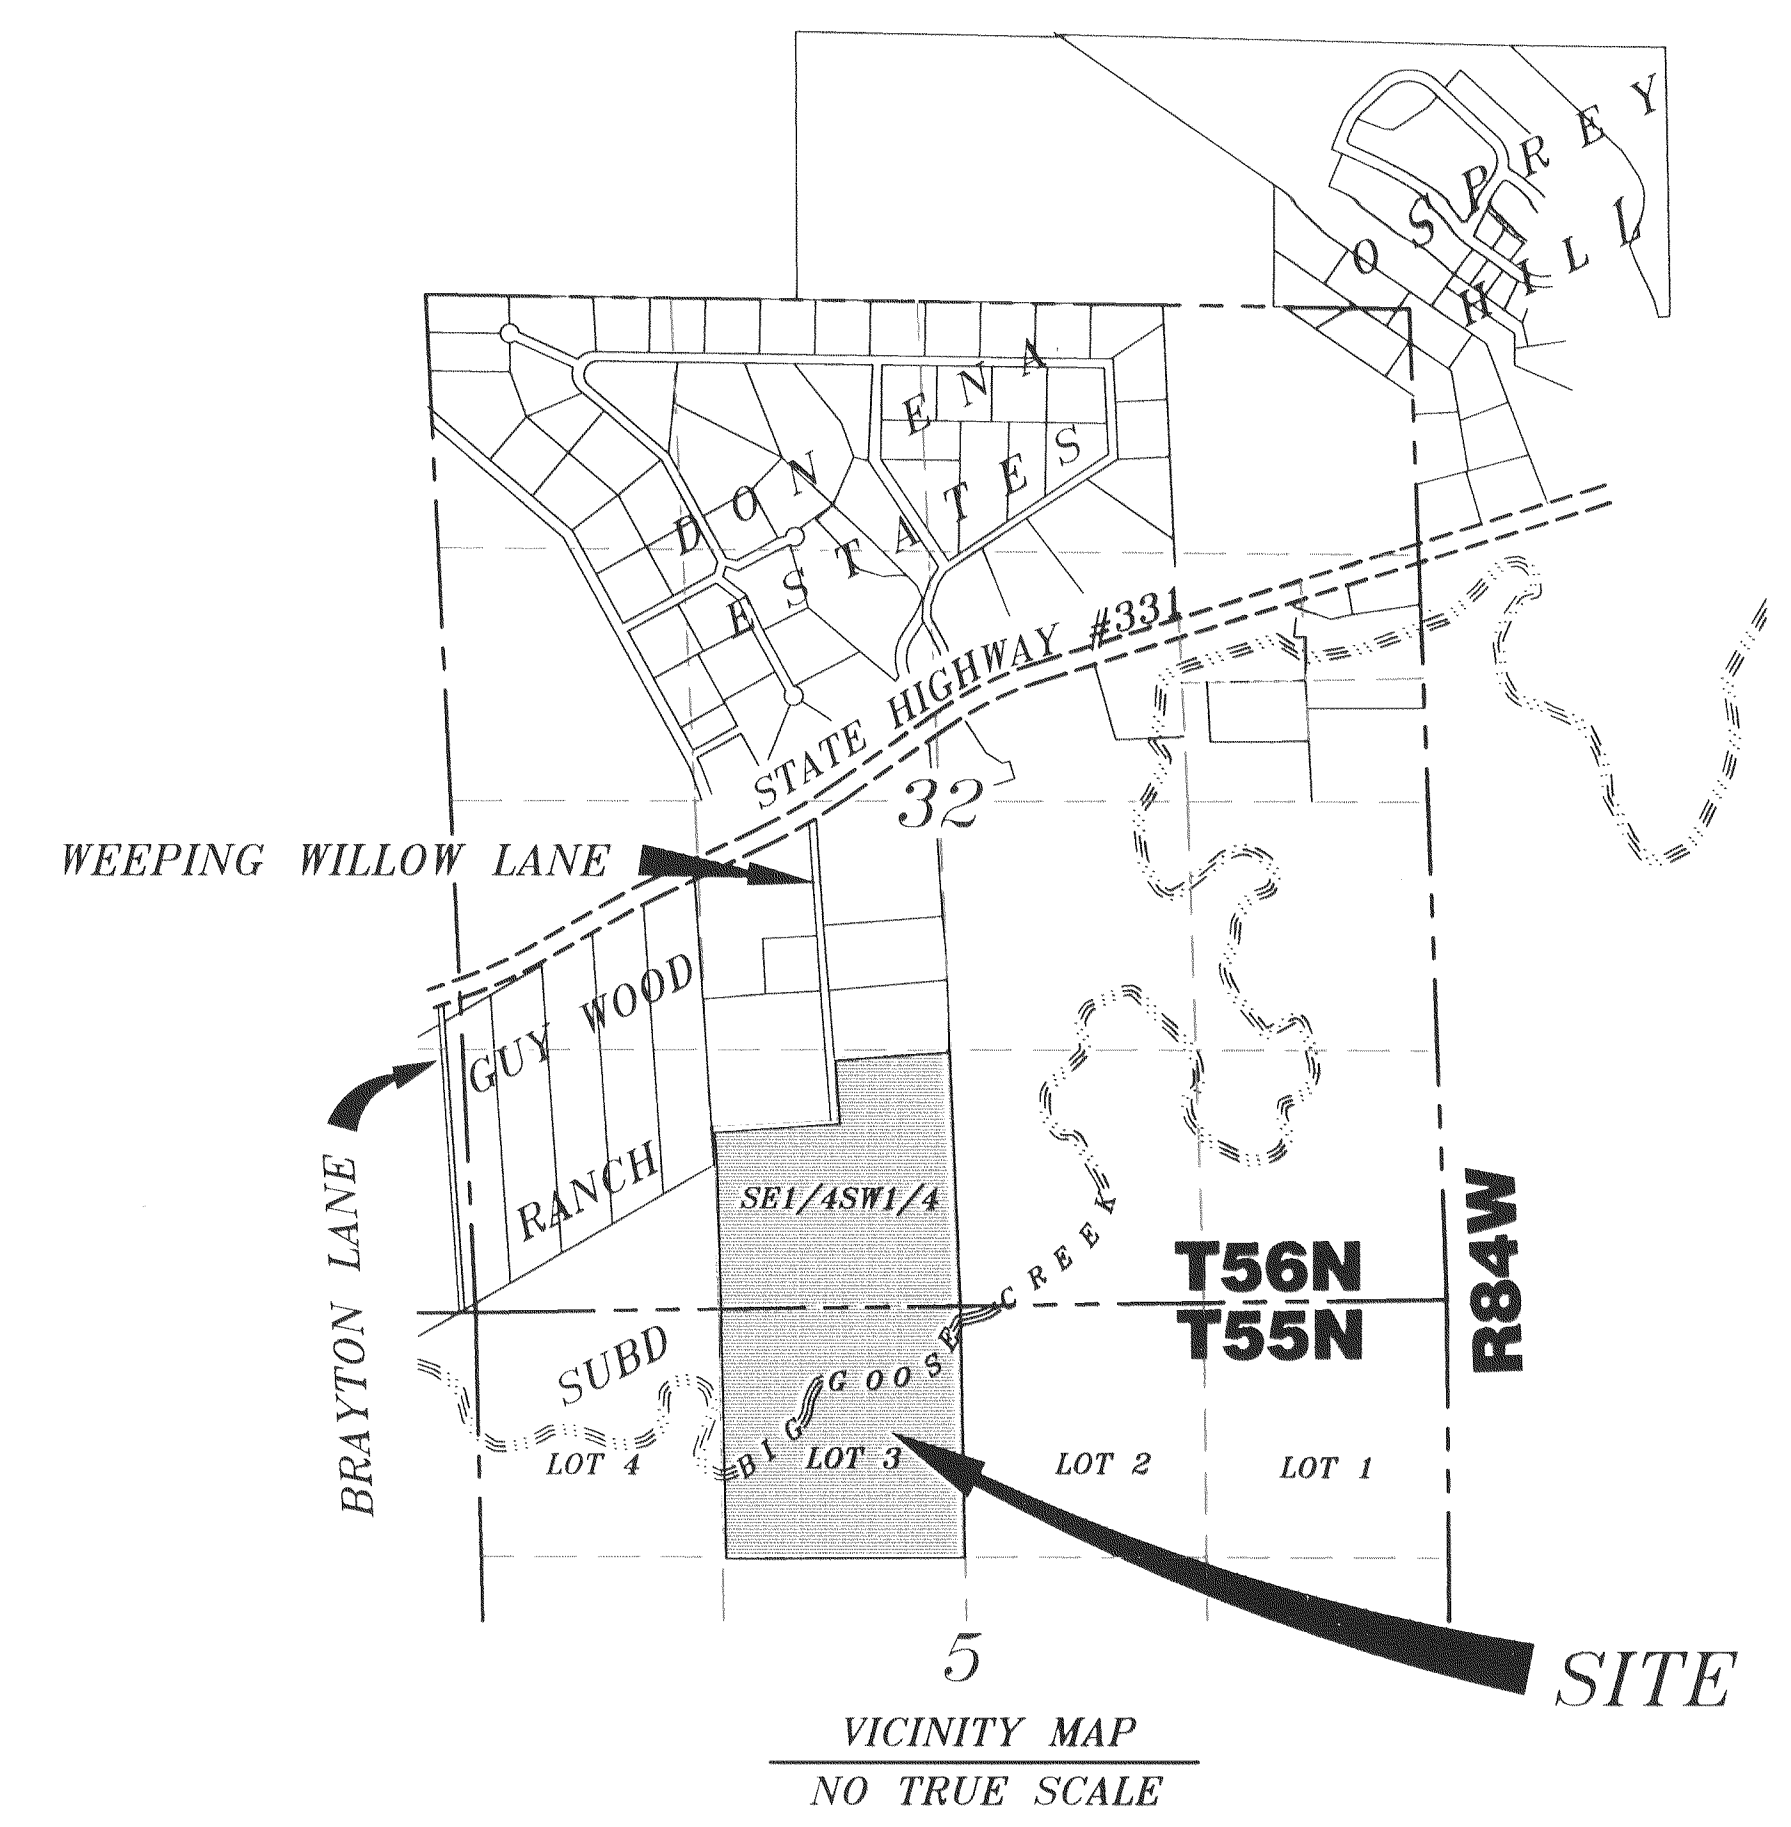 OSPREY
HILL
DON ENA
ESTATES
STATE HIGHWAY #331
32
WEEPING WILLOW LANE
GUY WOOD
RANCH
SUBD
BRAYTON LANE
SE1/4SW1/4
T56N
T55N
R84W
BIG GOOSE CREEK
LOT 4
LOT 3
LOT 2
LOT 1
5
SITE
VICINITY MAP
NO TRUE SCALE